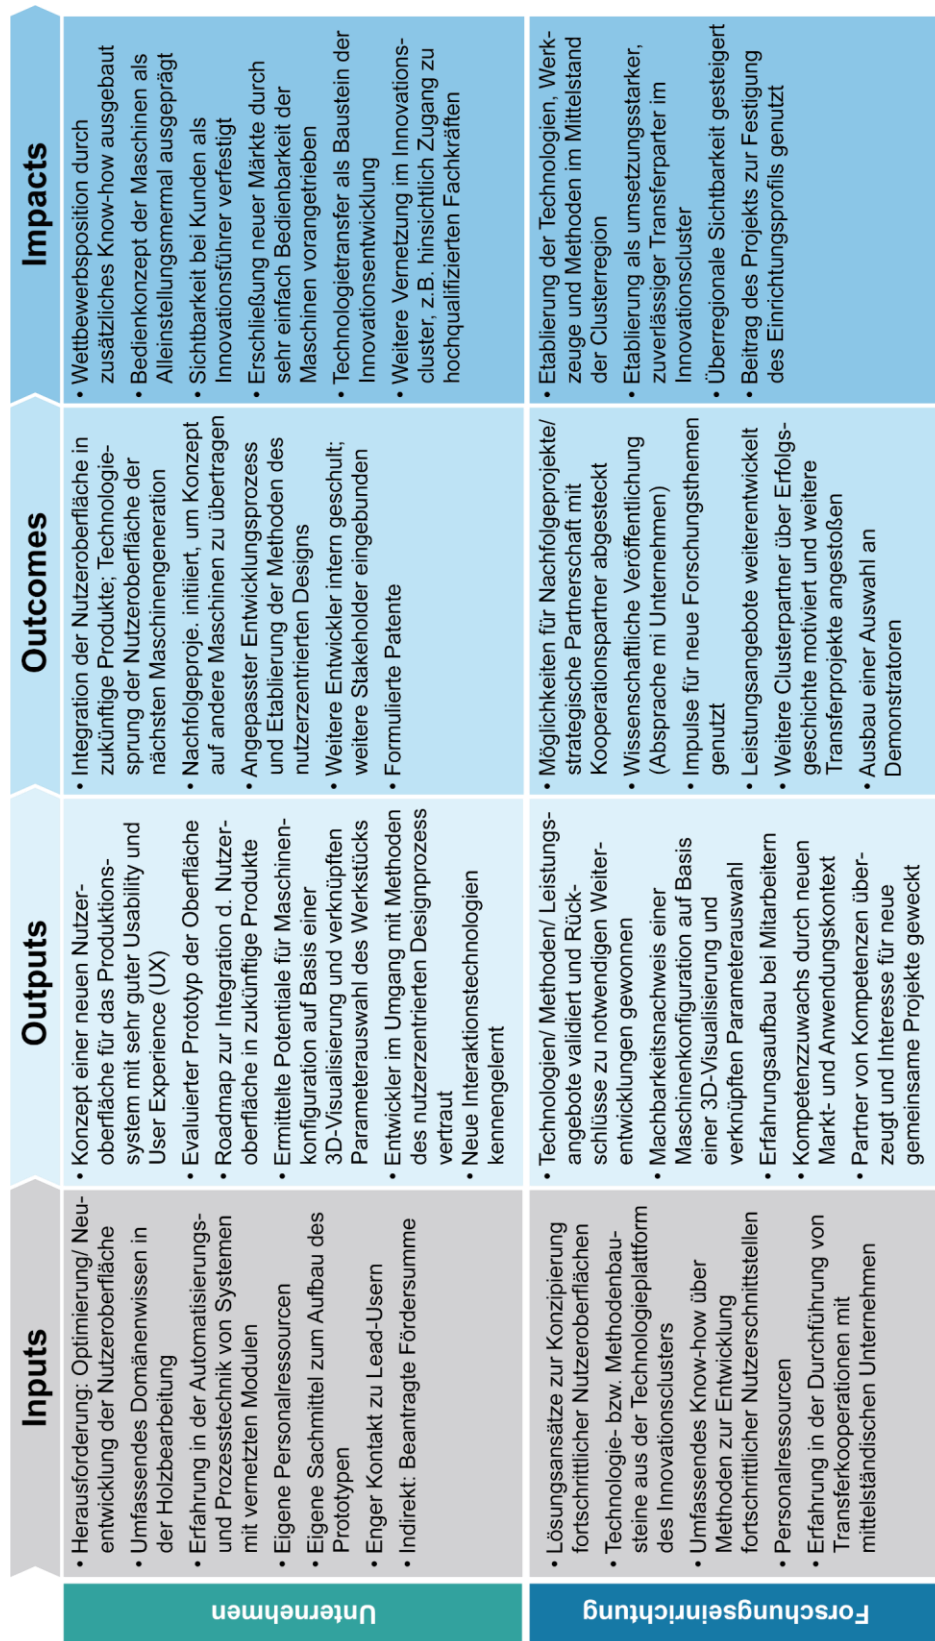 Inputs
Outputs
Outcomes
Impacts
Unternehmen
• Herausforderung: Optimierung/ Neu-
entwicklung der Nutzeroberfläche
• Umfassendes Domänenwissen in
der Holzbearbeitung
• Erfahrung in der Automatisierungs-
und Prozesstechnik von Systemen
mit vernetzten Modulen
• Eigene Personalressourcen
• Eigene Sachmittel zum Aufbau des
Prototypen
• Enger Kontakt zu Lead-Usern
• Indirekt: Beantragte Fördersumme
• Konzept einer neuen Nutzer-
oberfläche für das Produktions-
system mit sehr guter Usability und
User Experience (UX)
• Evaluierter Prototyp der Oberfläche
• Roadmap zur Integration d. Nutzer-
oberfläche in zukünftige Produkte
• Ermittelte Potentiale für Maschinen-
konfiguration auf Basis einer
3D-Visualisierung und verknüpften
Parameterauswahl des Werkstücks
• Entwickler im Umgang mit Methoden
des nutzerzentrierten Designprozess
vertraut
• Neue Interaktionstechnologien
kennengelernt
• Integration der Nutzeroberfläche in
zukünftige Produkte; Technologie-
sprung der Nutzeroberfläche der
nächsten Maschinengeneration
• Nachfolgeproje. initiiert, um Konzept
auf andere Maschinen zu übertragen
• Angepasster Entwicklungsprozess
und Etablierung der Methoden des
nutzerzentrierten Designs
• Weitere Entwickler intern geschult;
weitere Stakeholder eingebunden
• Formulierte Patente
• Wettbewerbsposition durch
zusätzliches Know-how ausgebaut
• Bedienkonzept der Maschinen als
Alleinstellungsmermal ausgeprägt
• Sichtbarkeit bei Kunden als
Innovationsführer verfestigt
• Erschließung neuer Märkte durch
sehr einfach Bedienbarkeit der
Maschinen vorangetrieben
• Technologietransfer als Baustein der
Innovationsentwicklung
• Weitere Vernetzung im Innovations-
cluster, z.B. hinsichtlich Zugang zu
hochqualifizierten Fachkräften
Forschungseinrichtung
• Lösungsansätze zur Konzipierung
fortschrittlicher Nutzeroberflächen
• Technologie- bzw. Methodenbau-
steine aus der Technologieplattform
des Innovationsclusters
• Umfassendes Know-how über
Methoden zur Entwicklung
fortschrittlicher Nutzerschnittstellen
• Personalressourcen
• Erfahrung in der Durchführung von
Transferkooperationen mit
mittelständischen Unternehmen
• Technologien/ Methoden/ Leistungs-
angebote validiert und Rück-
schlüsse zu notwendigen Weiter-
entwicklungen gewonnen
• Machbarkeitsnachweis einer
Maschinenkonfiguration auf Basis
einer 3D-Visualisierung und
verknüpften Parameterauswahl
• Erfahrungsaufbau bei Mitarbeitern
• Kompetenzzuwachs durch neuen
Markt- und Anwendungskontext
• Partner von Kompetenzen über-
zeugt und Interesse für neue
gemeinsame Projekte geweckt
• Möglichkeiten für Nachfolgeprojekte/
strategische Partnerschaft mit
Kooperationspartner abgesteckt
• Wissenschaftliche Veröffentlichung
(Absprache mi Unternehmen)
• Impulse für neue Forschungsthemen
genutzt
• Leistungsangebote weiterentwickelt
• Weitere Clusterpartner über Erfolgs-
geschichte motiviert und weitere
Transferprojekte angestoßen
• Ausbau einer Auswahl an
Demonstratoren
• Etablierung der Technologien, Werk-
zeuge und Methoden im Mittelstand
der Clusterregion
• Etablierung als umsetzungsstarker,
zuverlässiger Transferparter im
Innovationscluster
• Überregionale Sichtbarkeit gesteigert
• Beitrag des Projekts zur Festigung
des Einrichtungsprofils genutzt